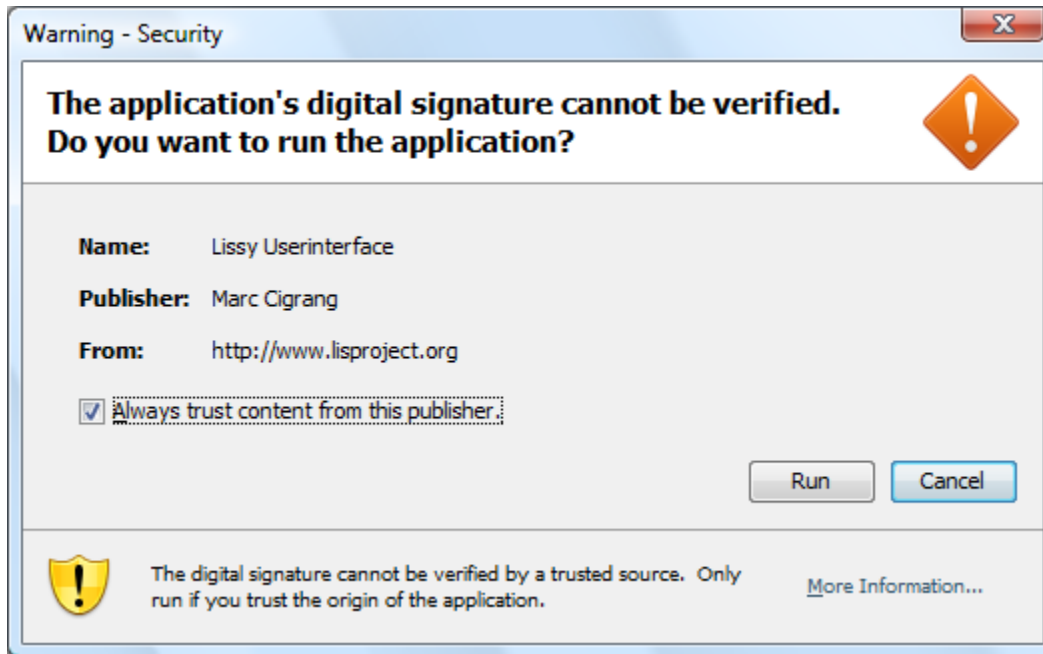 Warning - Security
The application's digital signature cannot be verified.
Do you want to run the application?
Name: Lissy Userinterface
Publisher: Marc Cigrang
From: http://www.lisproject.org
Always trust content from this publisher.
Run Cancel
The digital signature cannot be verified by a trusted source. Only
run if you trust the origin of the application.
More Information...